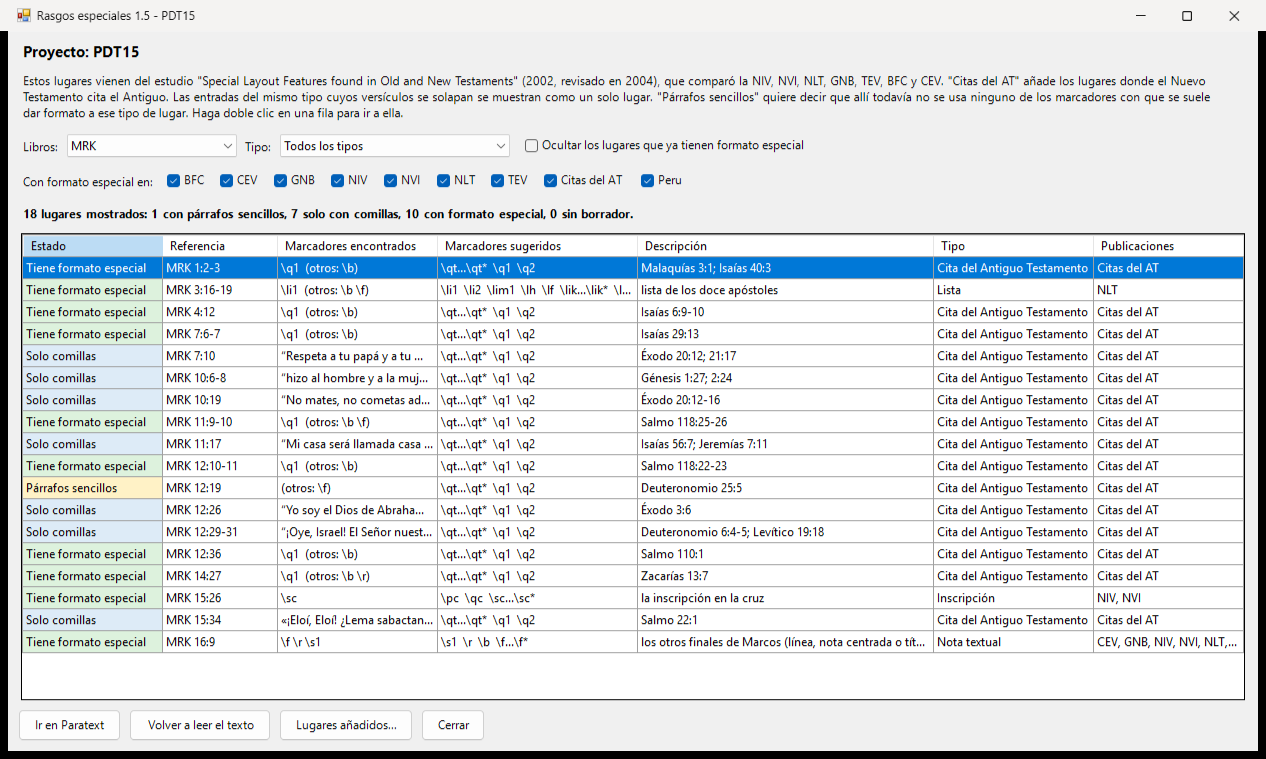 Rasgos especiales 1.5 - PDT15
Proyecto: PDT15
Estos lugares vienen del estudio "Special Layout Features found in Old and New Testaments" (2002, revisado en 2004), que comparó la NIV, NVI, NLT, GNB, TEV, BFC y CEV. "Citas del AT" añade los lugares donde el Nuevo
Testamento cita el Antiguo. Las entradas del mismo tipo cuyos versículos se solapan se muestran como un solo lugar. "Párrafos sencillos" quiere decir que allí todavía no se usa ninguno de los marcadores con que se suele
dar formato a ese tipo de lugar. Haga doble clic en una fila para ir a ella.
Libros: MRK Tipo: Todos los tipos Ocultar los lugares que ya tienen formato especial
Con formato especial en: BFC CEV GNB NIV NVI NLT TEV Citas del AT Peru
18 lugares mostrados: 1 con párrafos sencillos, 7 solo con comillas, 10 con formato especial, 0 sin borrador.
Estado Referencia Marcadores encontrados Marcadores sugeridos Descripción Tipo Publicaciones
Tiene formato especial MRK 1:2-3 \q1 (otros: \b) \qt...\qt* \q1 \q2 Malaquías 3:1; Isaías 40:3 Cita del Antiguo Testamento Citas del AT
Tiene formato especial MRK 3:16-19 \li1 (otros: \b \f) \li1 \li2 \lim1 \lh \lf \lik...\lik* \l... lista de los doce apóstoles Lista NLT
Tiene formato especial MRK 4:12 \q1 (otros: \b) \qt...\qt* \q1 \q2 Isaías 6:9-10 Cita del Antiguo Testamento Citas del AT
Tiene formato especial MRK 7:6-7 \q1 (otros: \b) \qt...\qt* \q1 \q2 Isaías 29:13 Cita del Antiguo Testamento Citas del AT
Solo comillas MRK 7:10 “Respeta a tu papá y a tu ... \qt...\qt* \q1 \q2 Éxodo 20:12; 21:17 Cita del Antiguo Testamento Citas del AT
Solo comillas MRK 10:6-8 “hizo al hombre y a la muj... \qt...\qt* \q1 \q2 Génesis 1:27; 2:24 Cita del Antiguo Testamento Citas del AT
Solo comillas MRK 10:19 “No mates, no cometas ad... \qt...\qt* \q1 \q2 Éxodo 20:12-16 Cita del Antiguo Testamento Citas del AT
Tiene formato especial MRK 11:9-10 \q1 (otros: \b \f) \qt...\qt* \q1 \q2 Salmo 118:25-26 Cita del Antiguo Testamento Citas del AT
Solo comillas MRK 11:17 “Mi casa será llamada casa ... \qt...\qt* \q1 \q2 Isaías 56:7; Jeremías 7:11 Cita del Antiguo Testamento Citas del AT
Tiene formato especial MRK 12:10-11 \q1 (otros: \b) \qt...\qt* \q1 \q2 Salmo 118:22-23 Cita del Antiguo Testamento Citas del AT
Párrafos sencillos MRK 12:19 (otros: \f) \qt...\qt* \q1 \q2 Deuteronomio 25:5 Cita del Antiguo Testamento Citas del AT
Solo comillas MRK 12:26 “Yo soy el Dios de Abraha... \qt...\qt* \q1 \q2 Éxodo 3:6 Cita del Antiguo Testamento Citas del AT
Solo comillas MRK 12:29-31 “¡Oye, Israel! El Señor nuest... \qt...\qt* \q1 \q2 Deuteronomio 6:4-5; Levítico 19:18 Cita del Antiguo Testamento Citas del AT
Tiene formato especial MRK 12:36 \q1 (otros: \b) \qt...\qt* \q1 \q2 Salmo 110:1 Cita del Antiguo Testamento Citas del AT
Tiene formato especial MRK 14:27 \q1 (otros: \b \r) \qt...\qt* \q1 \q2 Zacarías 13:7 Cita del Antiguo Testamento Citas del AT
Tiene formato especial MRK 15:26 \sc \pc \qc \sc...\sc* la inscripción en la cruz Inscripción NIV, NVI
Solo comillas MRK 15:34 «¡Eloí, Eloí! ¿Lema sabactan... \qt...\qt* \q1 \q2 Salmo 22:1 Cita del Antiguo Testamento Citas del AT
Tiene formato especial MRK 16:9 \f \r \s1 \s1 \r \b \f...\f* los otros finales de Marcos (línea, nota centrada o tít... Nota textual CEV, GNB, NIV, NVI, NLT,...
Ir en Paratext Volver a leer el texto Lugares añadidos... Cerrar